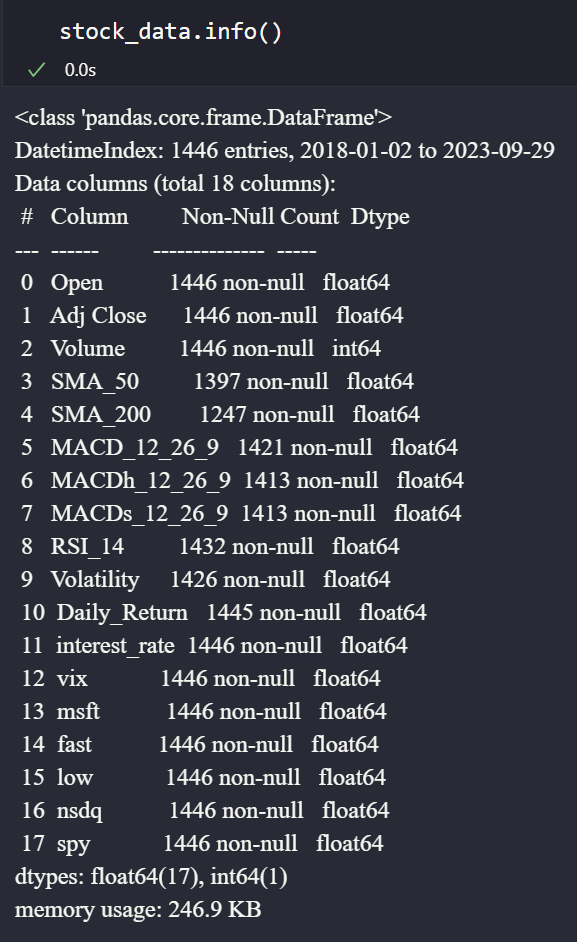 stock_data.info()
0.0s
<class 'pandas.core.frame.DataFrame'>
DatetimeIndex: 1446 entries, 2018-01-02 to 2023-09-29
Data columns (total 18 columns):
 #   Column         Non-Null Count  Dtype
---  ------         --------------  -----
 0   Open           1446 non-null   float64
 1   Adj Close      1446 non-null   float64
 2   Volume         1446 non-null   int64
 3   SMA_50         1397 non-null   float64
 4   SMA_200        1247 non-null   float64
 5   MACD_12_26_9   1421 non-null   float64
 6   MACDh_12_26_9  1413 non-null   float64
 7   MACDs_12_26_9  1413 non-null   float64
 8   RSI_14         1432 non-null   float64
 9   Volatility     1426 non-null   float64
 10  Daily_Return   1445 non-null   float64
 11  interest_rate  1446 non-null   float64
 12  vix            1446 non-null   float64
 13  msft           1446 non-null   float64
 14  fast           1446 non-null   float64
 15  low            1446 non-null   float64
 16  nsdq           1446 non-null   float64
 17  spy            1446 non-null   float64
dtypes: float64(17), int64(1)
memory usage: 246.9 KB